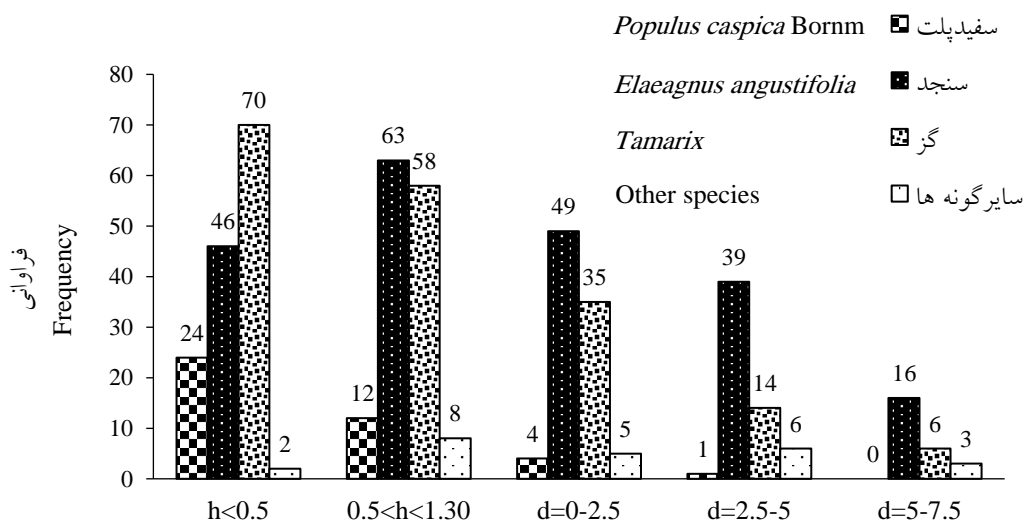 Populus caspica Bornm سفیدپلت
Elaeagnus angustifolia سنجد
Tamarix گز
Other species سایرگونه ها
فراوانی
Frequency
80
70
60
50
40
30
20
10
0
24 46 70 2
12 63 58 8
4 49 35 5
1 39 14 6
0 16 6 3
h<0.5 0.5<h<1.30 d=0-2.5 d=2.5-5 d=5-7.5